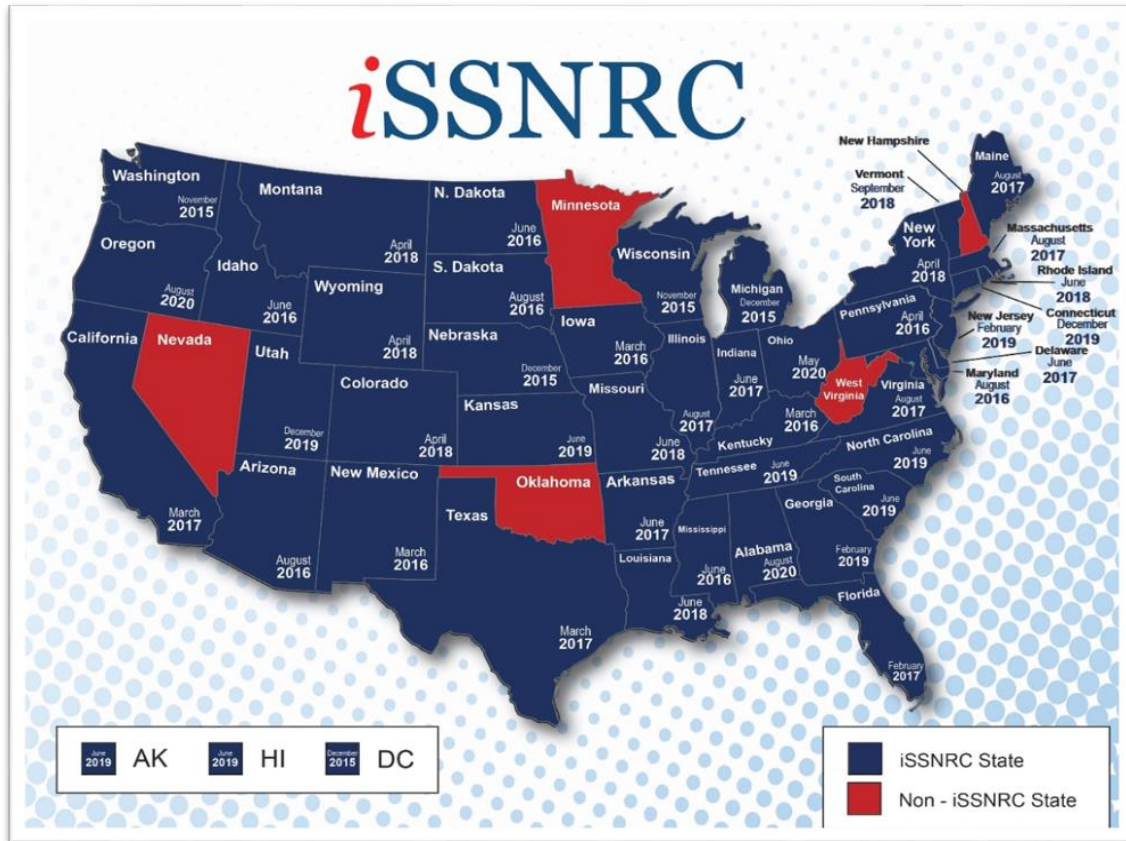 iSSNRC
Washington
November
2015
Montana
April
2018
N. Dakota
June
2016
Minnesota
Wisconsin
November
2015
Michigan
December
2015
New Hampshire
Vermont
September
2018
Maine
August
2017
Massachusetts
August
2017
Rhode Island
June
2018
Connecticut
December
2019
New York
April
2018
Pennsylvania
April
2016
New Jersey
February
2019
Delaware
June
2017
Maryland
August
2016
Oregon
August
2020
Idaho
June
2016
Wyoming
April
2018
S. Dakota
August
2016
Nebraska
December
2015
Iowa
March
2016
Illinois
August
2017
Indiana
June
2017
Ohio
May
2020
West
Virginia
Virginia
August
2017
California
March
2017
Nevada
Utah
December
2019
Colorado
April
2018
Kansas
June
2019
Missouri
June
2018
Kentucky
March
2016
North Carolina
June
2019
Tennessee
June
2019
South
Carolina
June
2019
Arizona
August
2016
New Mexico
March
2016
Texas
March
2017
Oklahoma
Arkansas
June
2017
Louisiana
June
2018
Mississippi
June
2016
Alabama
August
2020
Georgia
February
2019
Florida
February
2017
June
2019
AK
June
2019
HI
December
2015
DC
iSSNRC State
Non - iSSNRC State